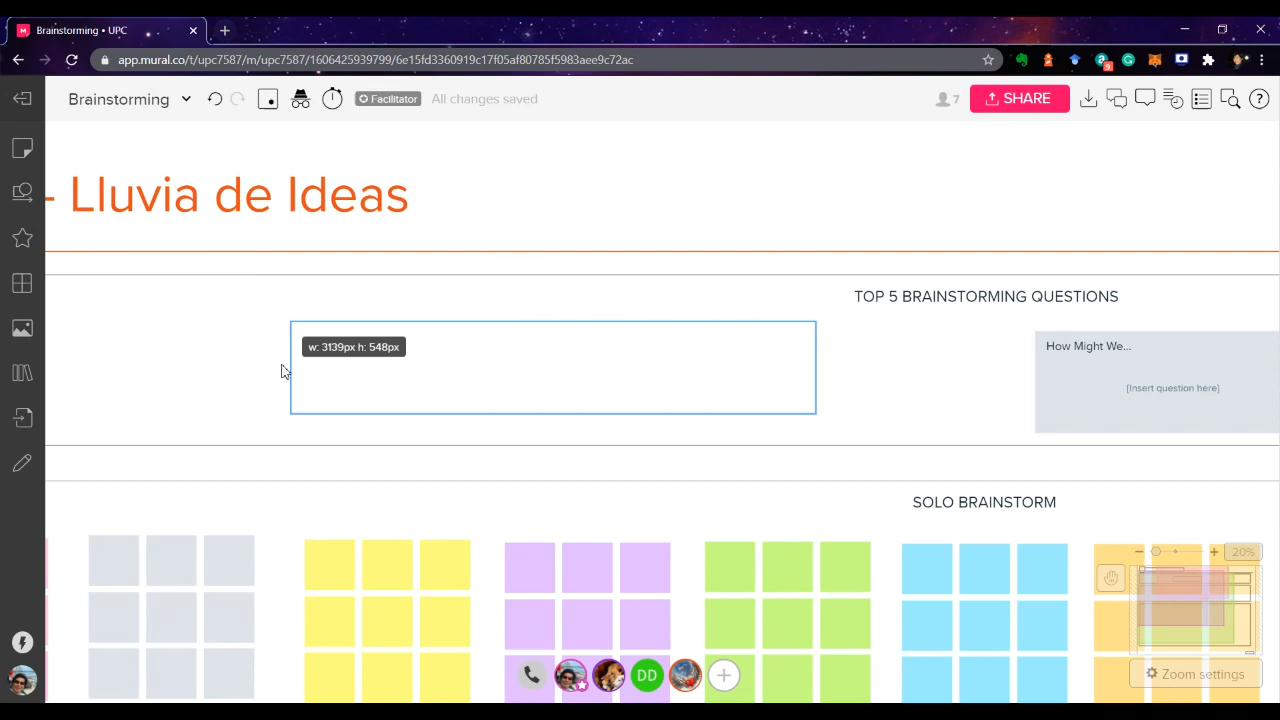 Brainstorming • UPC
app.mural.co/t/upc7587/m/upc7587/1606425939799/6e15fd3360919c17f05af80785f5983aee9c72ac
9
Brainstorming
Facilitator
All changes saved
7
SHARE
- Lluvia de Ideas
TOP 5 BRAINSTORMING QUESTIONS
w: 3139px h: 548px
How Might We...
[Insert question here]
SOLO BRAINSTORM
20%
DD
Zoom settings